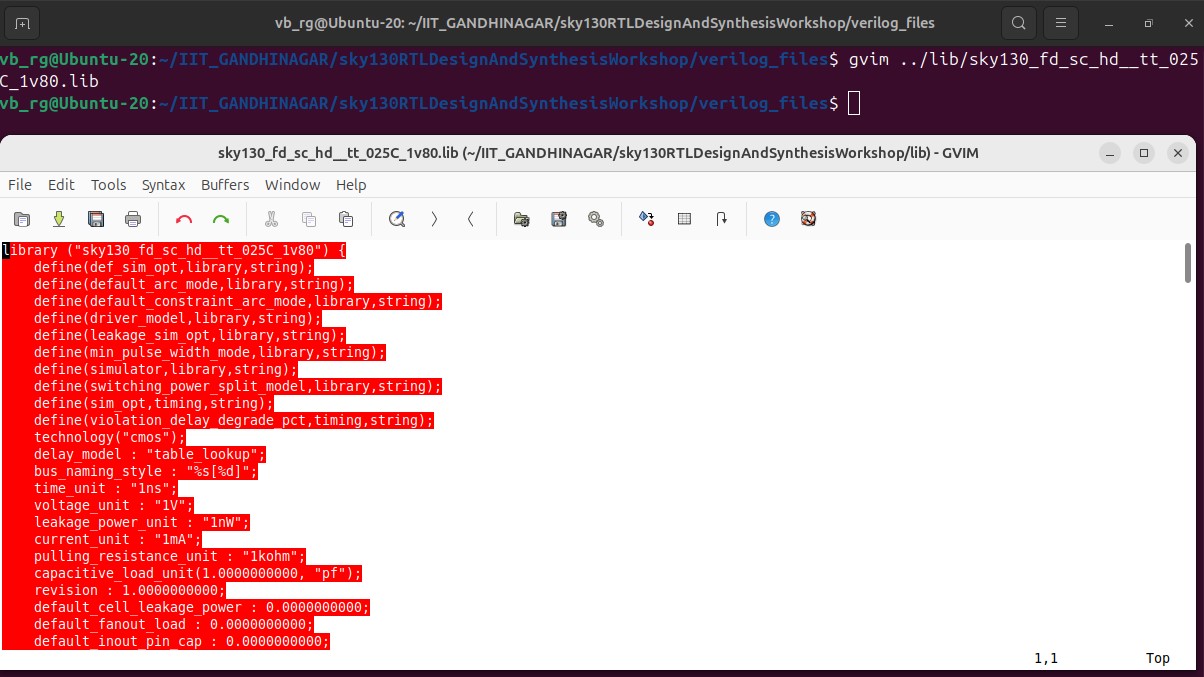 vb_rg@Ubuntu-20: ~/IIT_GANDHINAGAR/sky130RTLDesignAndSynthesisWorkshop/verilog_files
vb_rg@Ubuntu-20:~/IIT_GANDHINAGAR/sky130RTLDesignAndSynthesisWorkshop/verilog_files$ gvim ../lib/sky130_fd_sc_hd__tt_025
C_1v80.lib
vb_rg@Ubuntu-20:~/IIT_GANDHINAGAR/sky130RTLDesignAndSynthesisWorkshop/verilog_files$
sky130_fd_sc_hd__tt_025C_1v80.lib (~/IIT_GANDHINAGAR/sky130RTLDesignAndSynthesisWorkshop/lib) - GVIM
File Edit Tools Syntax Buffers Window Help
library ("sky130_fd_sc_hd__tt_025C_1v80") {
    define(def_sim_opt,library,string);
    define(default_arc_mode,library,string);
    define(default_constraint_arc_mode,library,string);
    define(driver_model,library,string);
    define(leakage_sim_opt,library,string);
    define(min_pulse_width_mode,library,string);
    define(simulator,library,string);
    define(switching_power_split_model,library,string);
    define(sim_opt,timing,string);
    define(violation_delay_degrade_pct,timing,string);
    technology("cmos");
    delay_model : "table_lookup";
    bus_naming_style : "%s[%d]";
    time_unit : "1ns";
    voltage_unit : "1V";
    leakage_power_unit : "1nW";
    current_unit : "1mA";
    pulling_resistance_unit : "1kohm";
    capacitive_load_unit(1.0000000000, "pf");
    revision : 1.0000000000;
    default_cell_leakage_power : 0.0000000000;
    default_fanout_load : 0.0000000000;
    default_inout_pin_cap : 0.0000000000;
1,1 Top